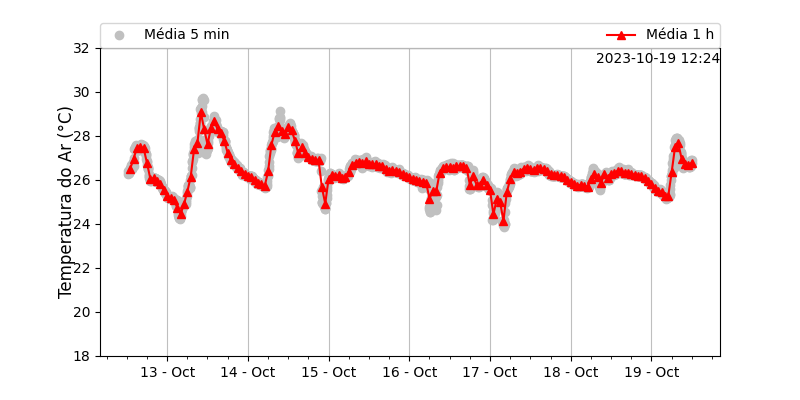 Média 5 min
Média 1 h
2023-10-19 12:24
Temperatura do Ar (°C)
32
30
28
26
24
22
20
18
13 - Oct
14 - Oct
15 - Oct
16 - Oct
17 - Oct
18 - Oct
19 - Oct